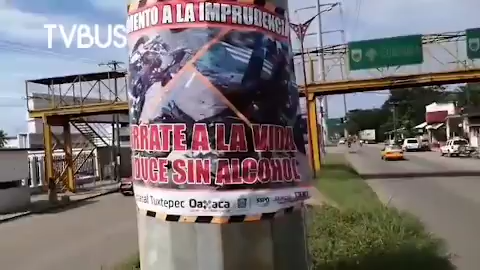 TVBUS
MENTO A LA IMPRUDENCI
RRATE A LA VIDA
DUCE SIN ALCOHOL
Tuxtepec Oaxaca